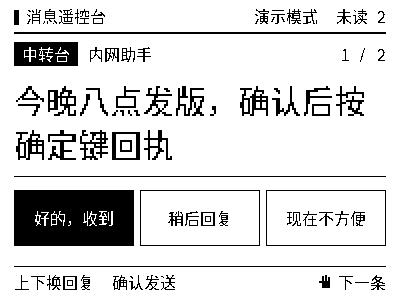 消息遥控台 演示模式 未读 2
中转台 内网助手 1 / 2
今晚八点发版，确认后按
确定键回执
好的，收到 稍后回复 现在不方便
上下换回复 确认发送 下一条